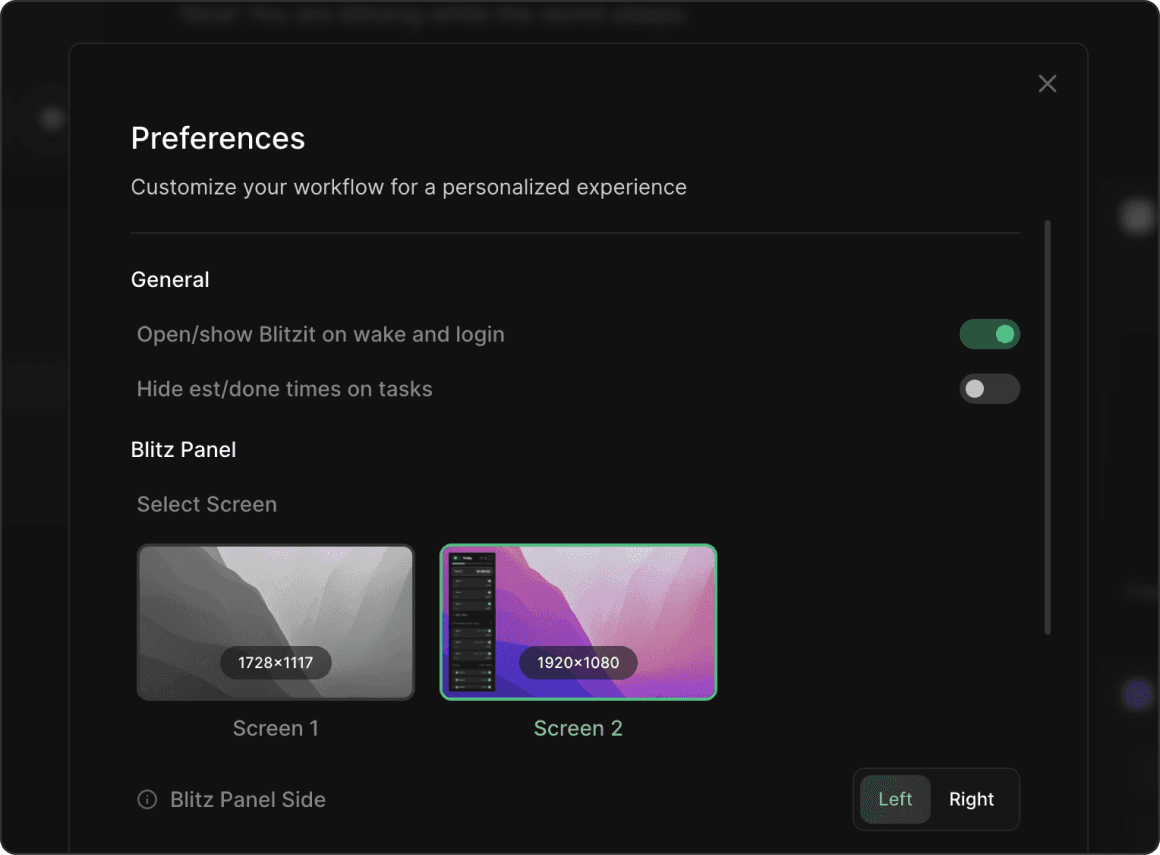 Preferences
Customize your workflow for a personalized experience
General
Open/show Blitzit on wake and login
Hide est/done times on tasks
Blitz Panel
Select Screen
1728×1117
1920×1080
Screen 1
Screen 2
Blitz Panel Side
Left
Right